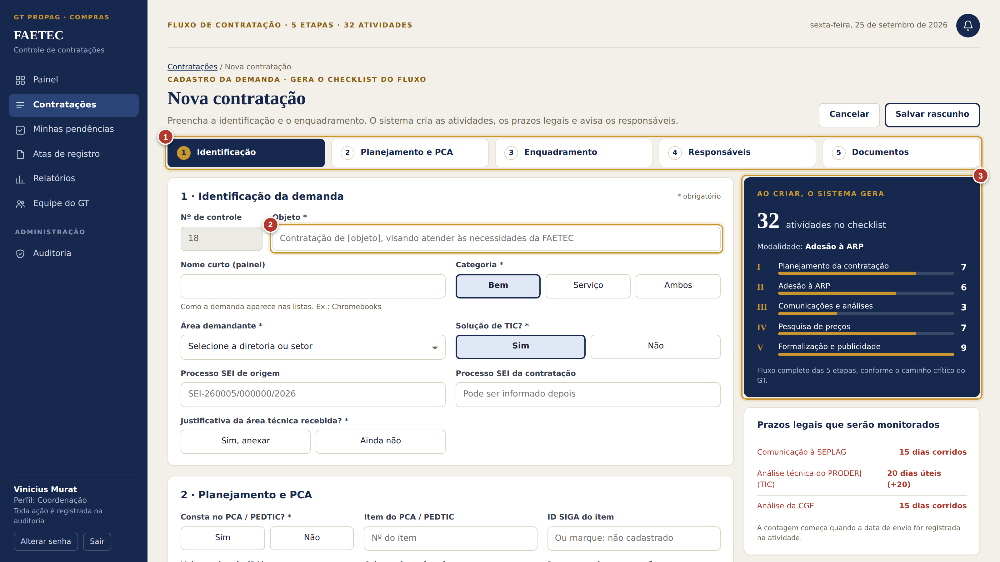 GT PROPAG · COMPRAS
FAETEC
Controle de contratações
Painel
Contratações
Minhas pendências
Atas de registro
Relatórios
Equipe do GT
ADMINISTRAÇÃO
Auditoria
Vinicius Murat
Perfil: Coordenação
Toda ação é registrada na
auditoria
Alterar senha
Sair
FLUXO DE CONTRATAÇÃO · 5 ETAPAS · 32 ATIVIDADES
sexta-feira, 25 de setembro de 2026
Contratações / Nova contratação
CADASTRO DA DEMANDA · GERA O CHECKLIST DO FLUXO
Nova contratação
Preencha a identificação e o enquadramento. O sistema cria as atividades, os prazos legais e avisa os responsáveis.
Cancelar
Salvar rascunho
1
1 Identificação
2 Planejamento e PCA
3 Enquadramento
4 Responsáveis
5 Documentos
1 · Identificação da demanda
* obrigatório
Nº de controle
Objeto *
2
18
Contratação de [objeto], visando atender às necessidades da FAETEC
Nome curto (painel)
Categoria *
Bem
Serviço
Ambos
Como a demanda aparece nas listas. Ex.: Chromebooks
Área demandante *
Solução de TIC? *
Selecione a diretoria ou setor
Sim
Não
Processo SEI de origem
Processo SEI da contratação
SEI-260005/000000/2026
Pode ser informado depois
Justificativa da área técnica recebida? *
Sim, anexar
Ainda não
2 · Planejamento e PCA
Consta no PCA / PEDTIC? *
Item do PCA / PEDTIC
ID SIGA do item
Sim
Não
Nº do item
Ou marque: não cadastrado
3
AO CRIAR, O SISTEMA GERA
32 atividades no checklist
Modalidade: Adesão à ARP
I Planejamento da contratação 7
II Adesão à ARP 6
III Comunicações e análises 3
IV Pesquisa de preços 7
V Formalização e publicidade 9
Fluxo completo das 5 etapas, conforme o caminho crítico do
GT.
Prazos legais que serão monitorados
Comunicação à SEPLAG 15 dias corridos
Análise técnica do PRODERJ 20 dias úteis
(TIC) (+20)
Análise da CGE 15 dias corridos
A contagem começa quando a data de envio for registrada
na atividade.